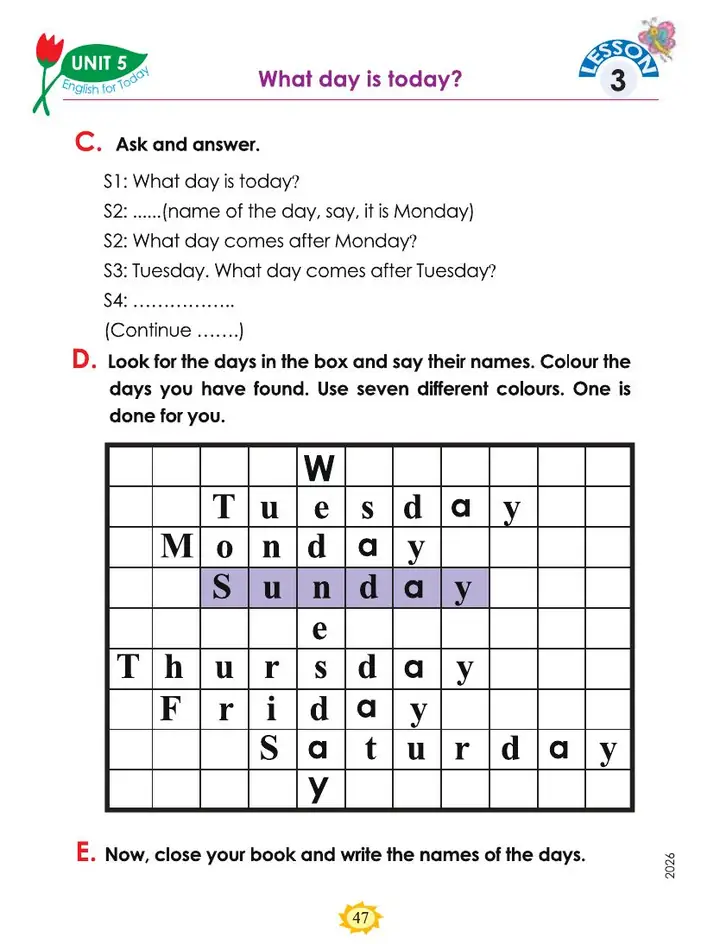 UNIT 5
English for Today
What day is today?
LESSON
3
C. Ask and answer.
S1: What day is today?
S2: ......(name of the day, say, it is Monday)
S2: What day comes after Monday?
S3: Tuesday. What day comes after Tuesday?
S4: ……………..
(Continue …….)
D. Look for the days in the box and say their names. Colour the
days you have found. Use seven different colours. One is
done for you.
W
T u e s d a y
M o n d a y
S u n d a y
e
T h u r s d a y
F r i d a y
S a t u r d a y
y
E. Now, close your book and write the names of the days.
2026
47